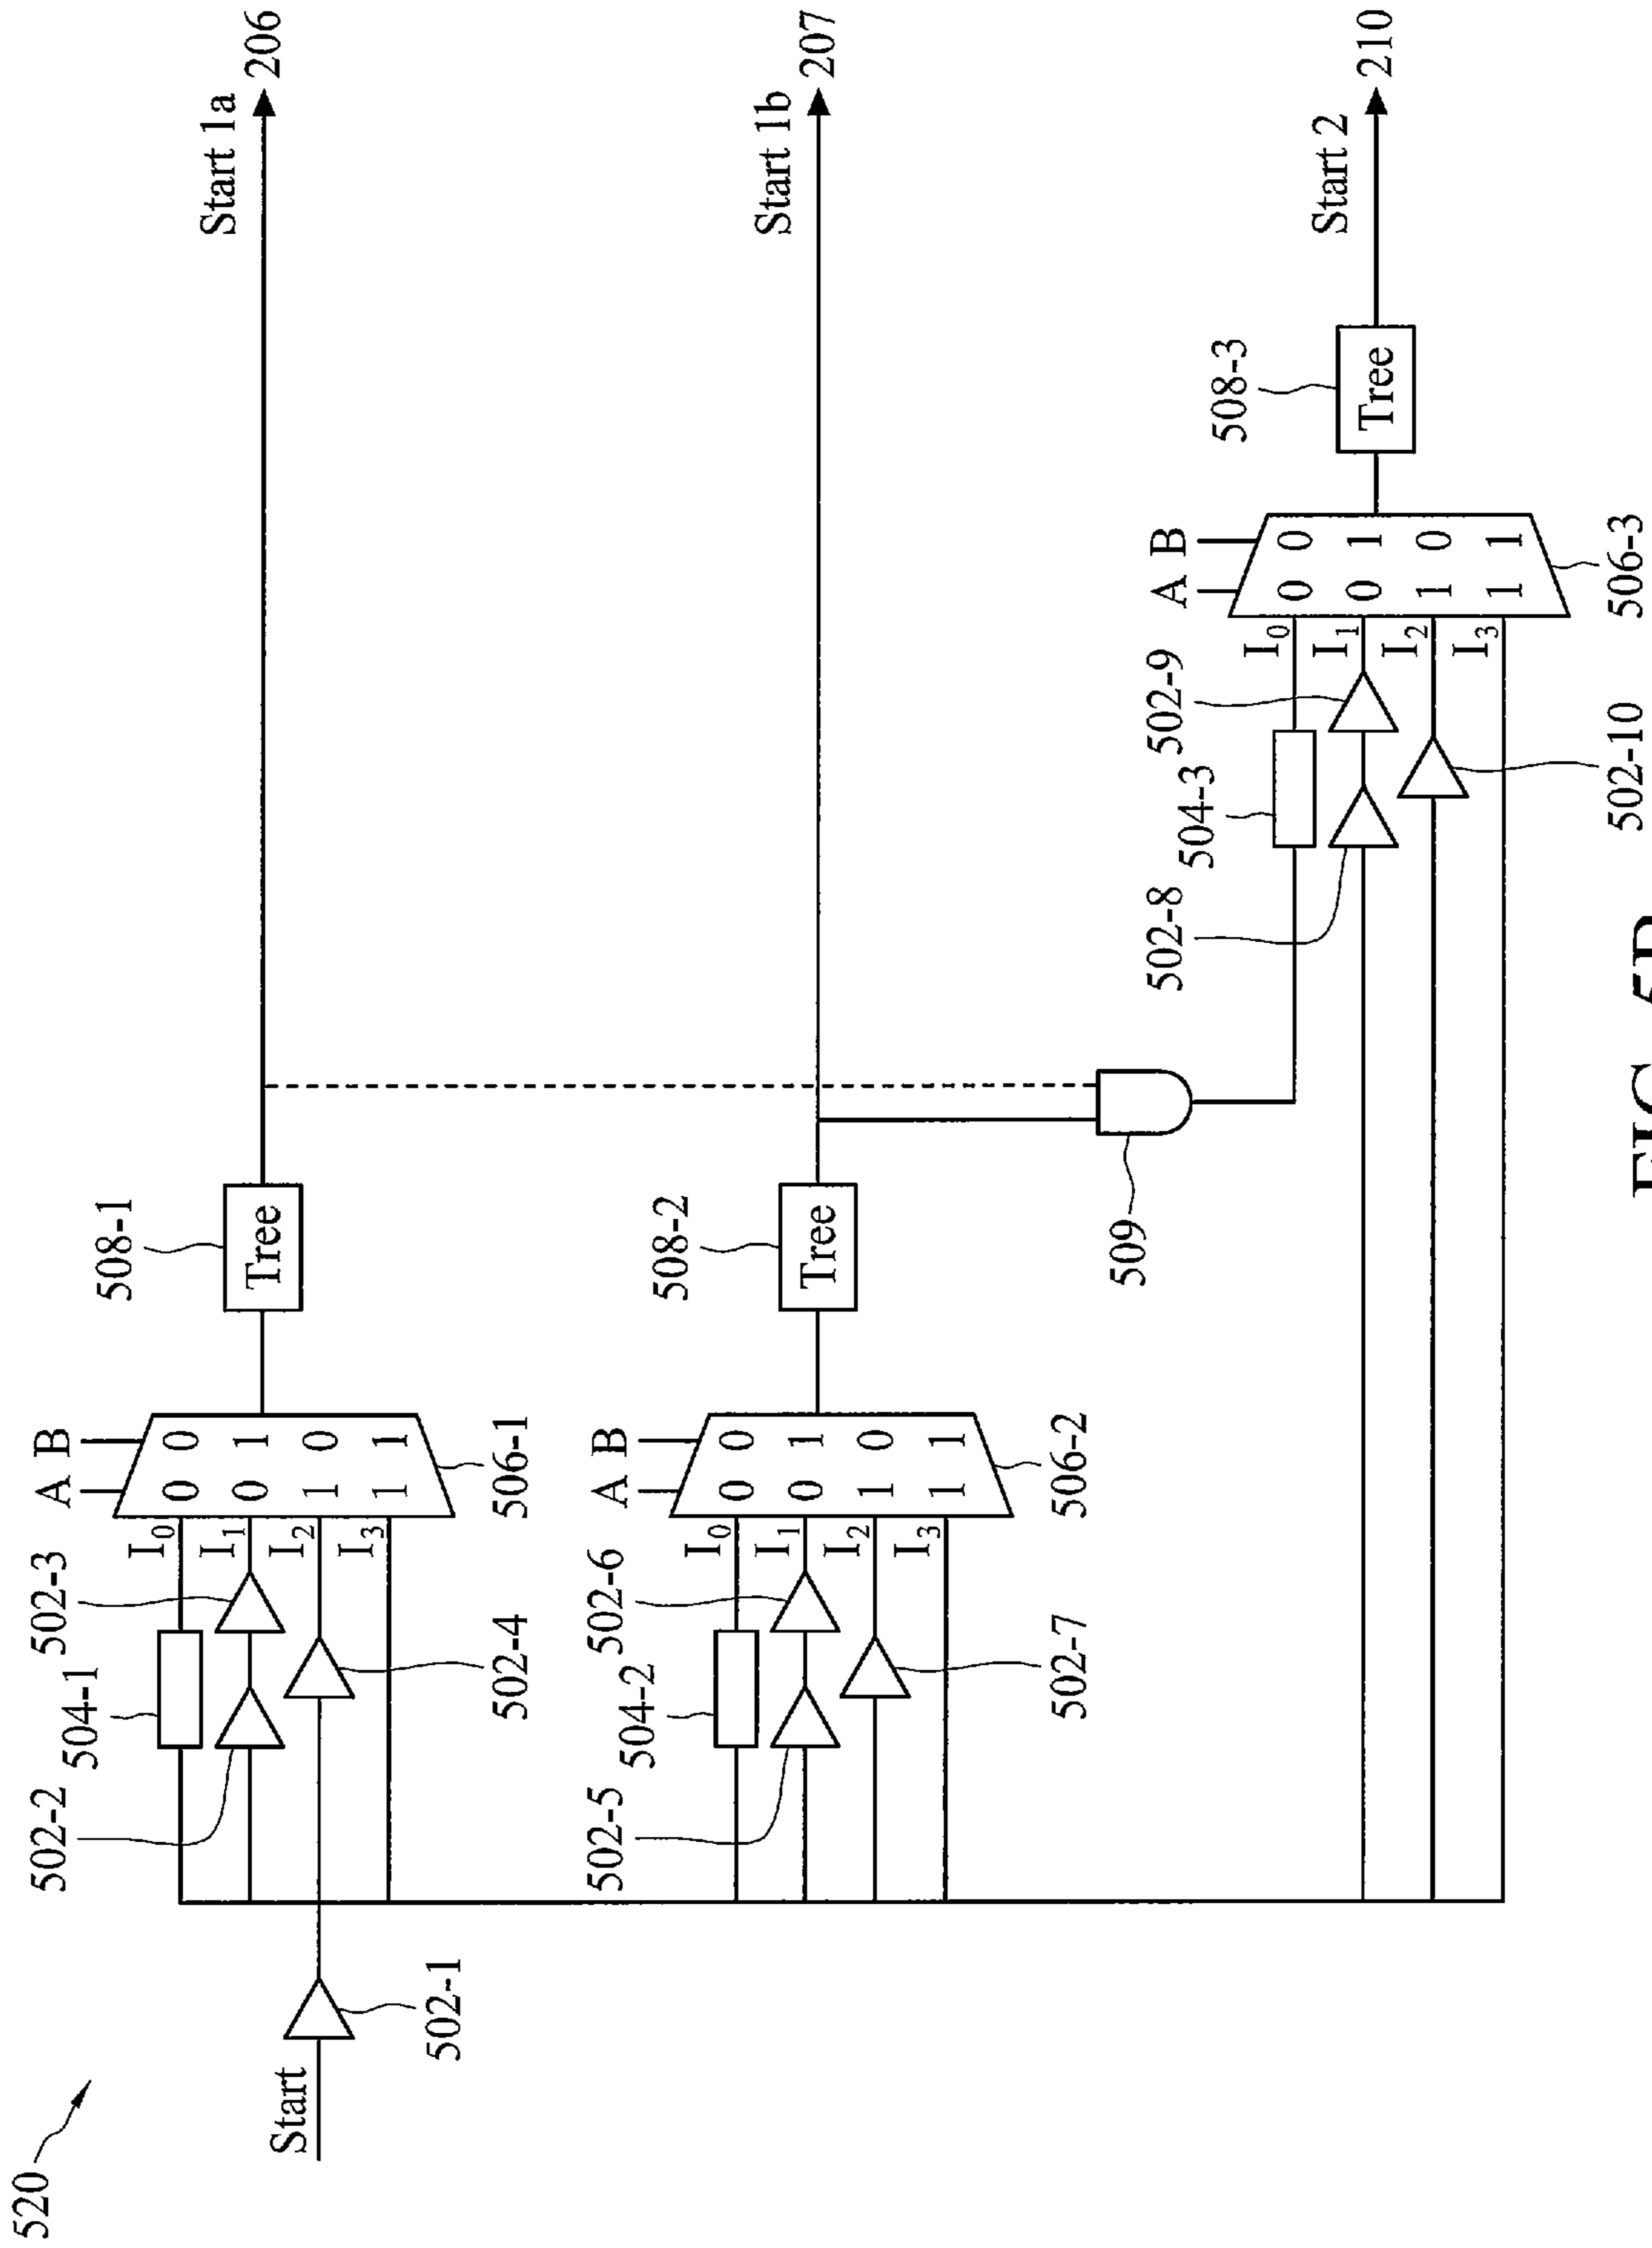 520
Start
502-1
502-2
504-1
502-3
502-4
A B
I0
I1
I2
I3
0 0
0 1
1 0
1 1
506-1
508-1
Tree
Start 1a
206
502-5
504-2
502-6
502-7
A B
I0
I1
I2
I3
0 0
0 1
1 0
1 1
506-2
508-2
Tree
Start 1b
207
509
502-8
504-3
502-9
502-10
A B
I0
I1
I2
I3
0 0
0 1
1 0
1 1
506-3
508-3
Tree
Start 2
210